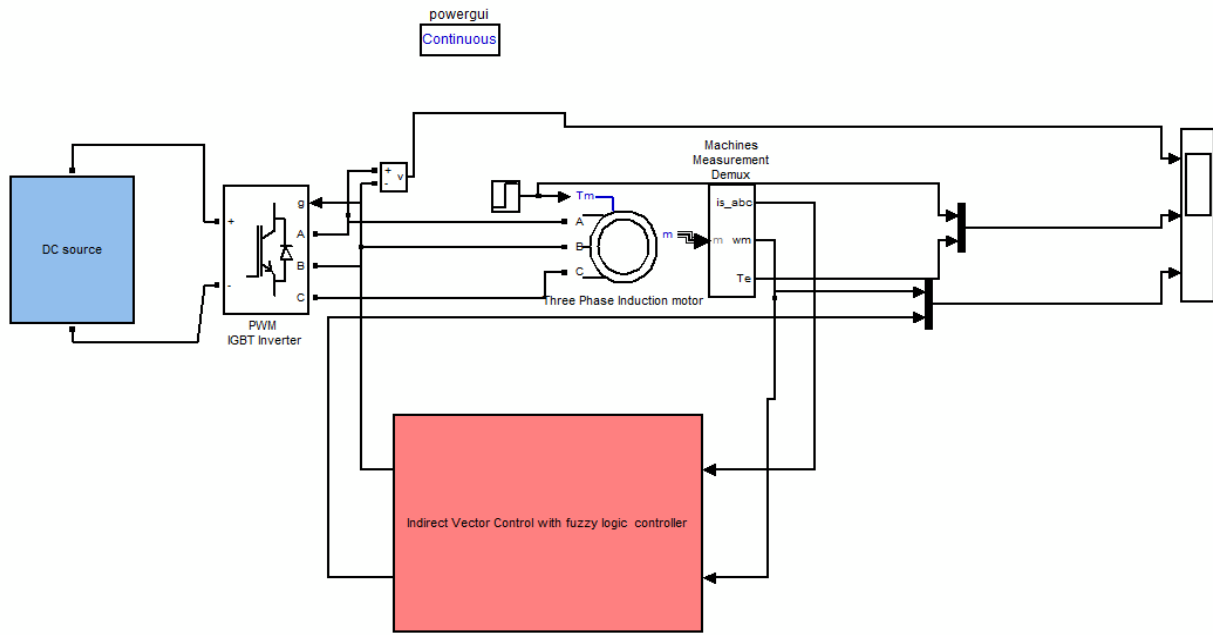 powergui
Continuous
Machines
Measurement
Demux
+
-
v
DC source
+
-
g
A
B
C
PWM
IGBT Inverter
Tm
A
B
C
m
Three Phase Induction motor
m
is_abc
wm
Te
Indirect Vector Control with fuzzy logic controller